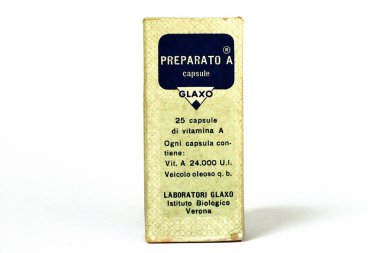 PREPARATO A ®
capsule
GLAXO
25 capsule
di vitamina A
Ogni capsula con-
tiene:
Vit. A 24.000 U.I.
Veicolo oleoso q. b.
LABORATORI GLAXO
Istituto Biologico
Verona